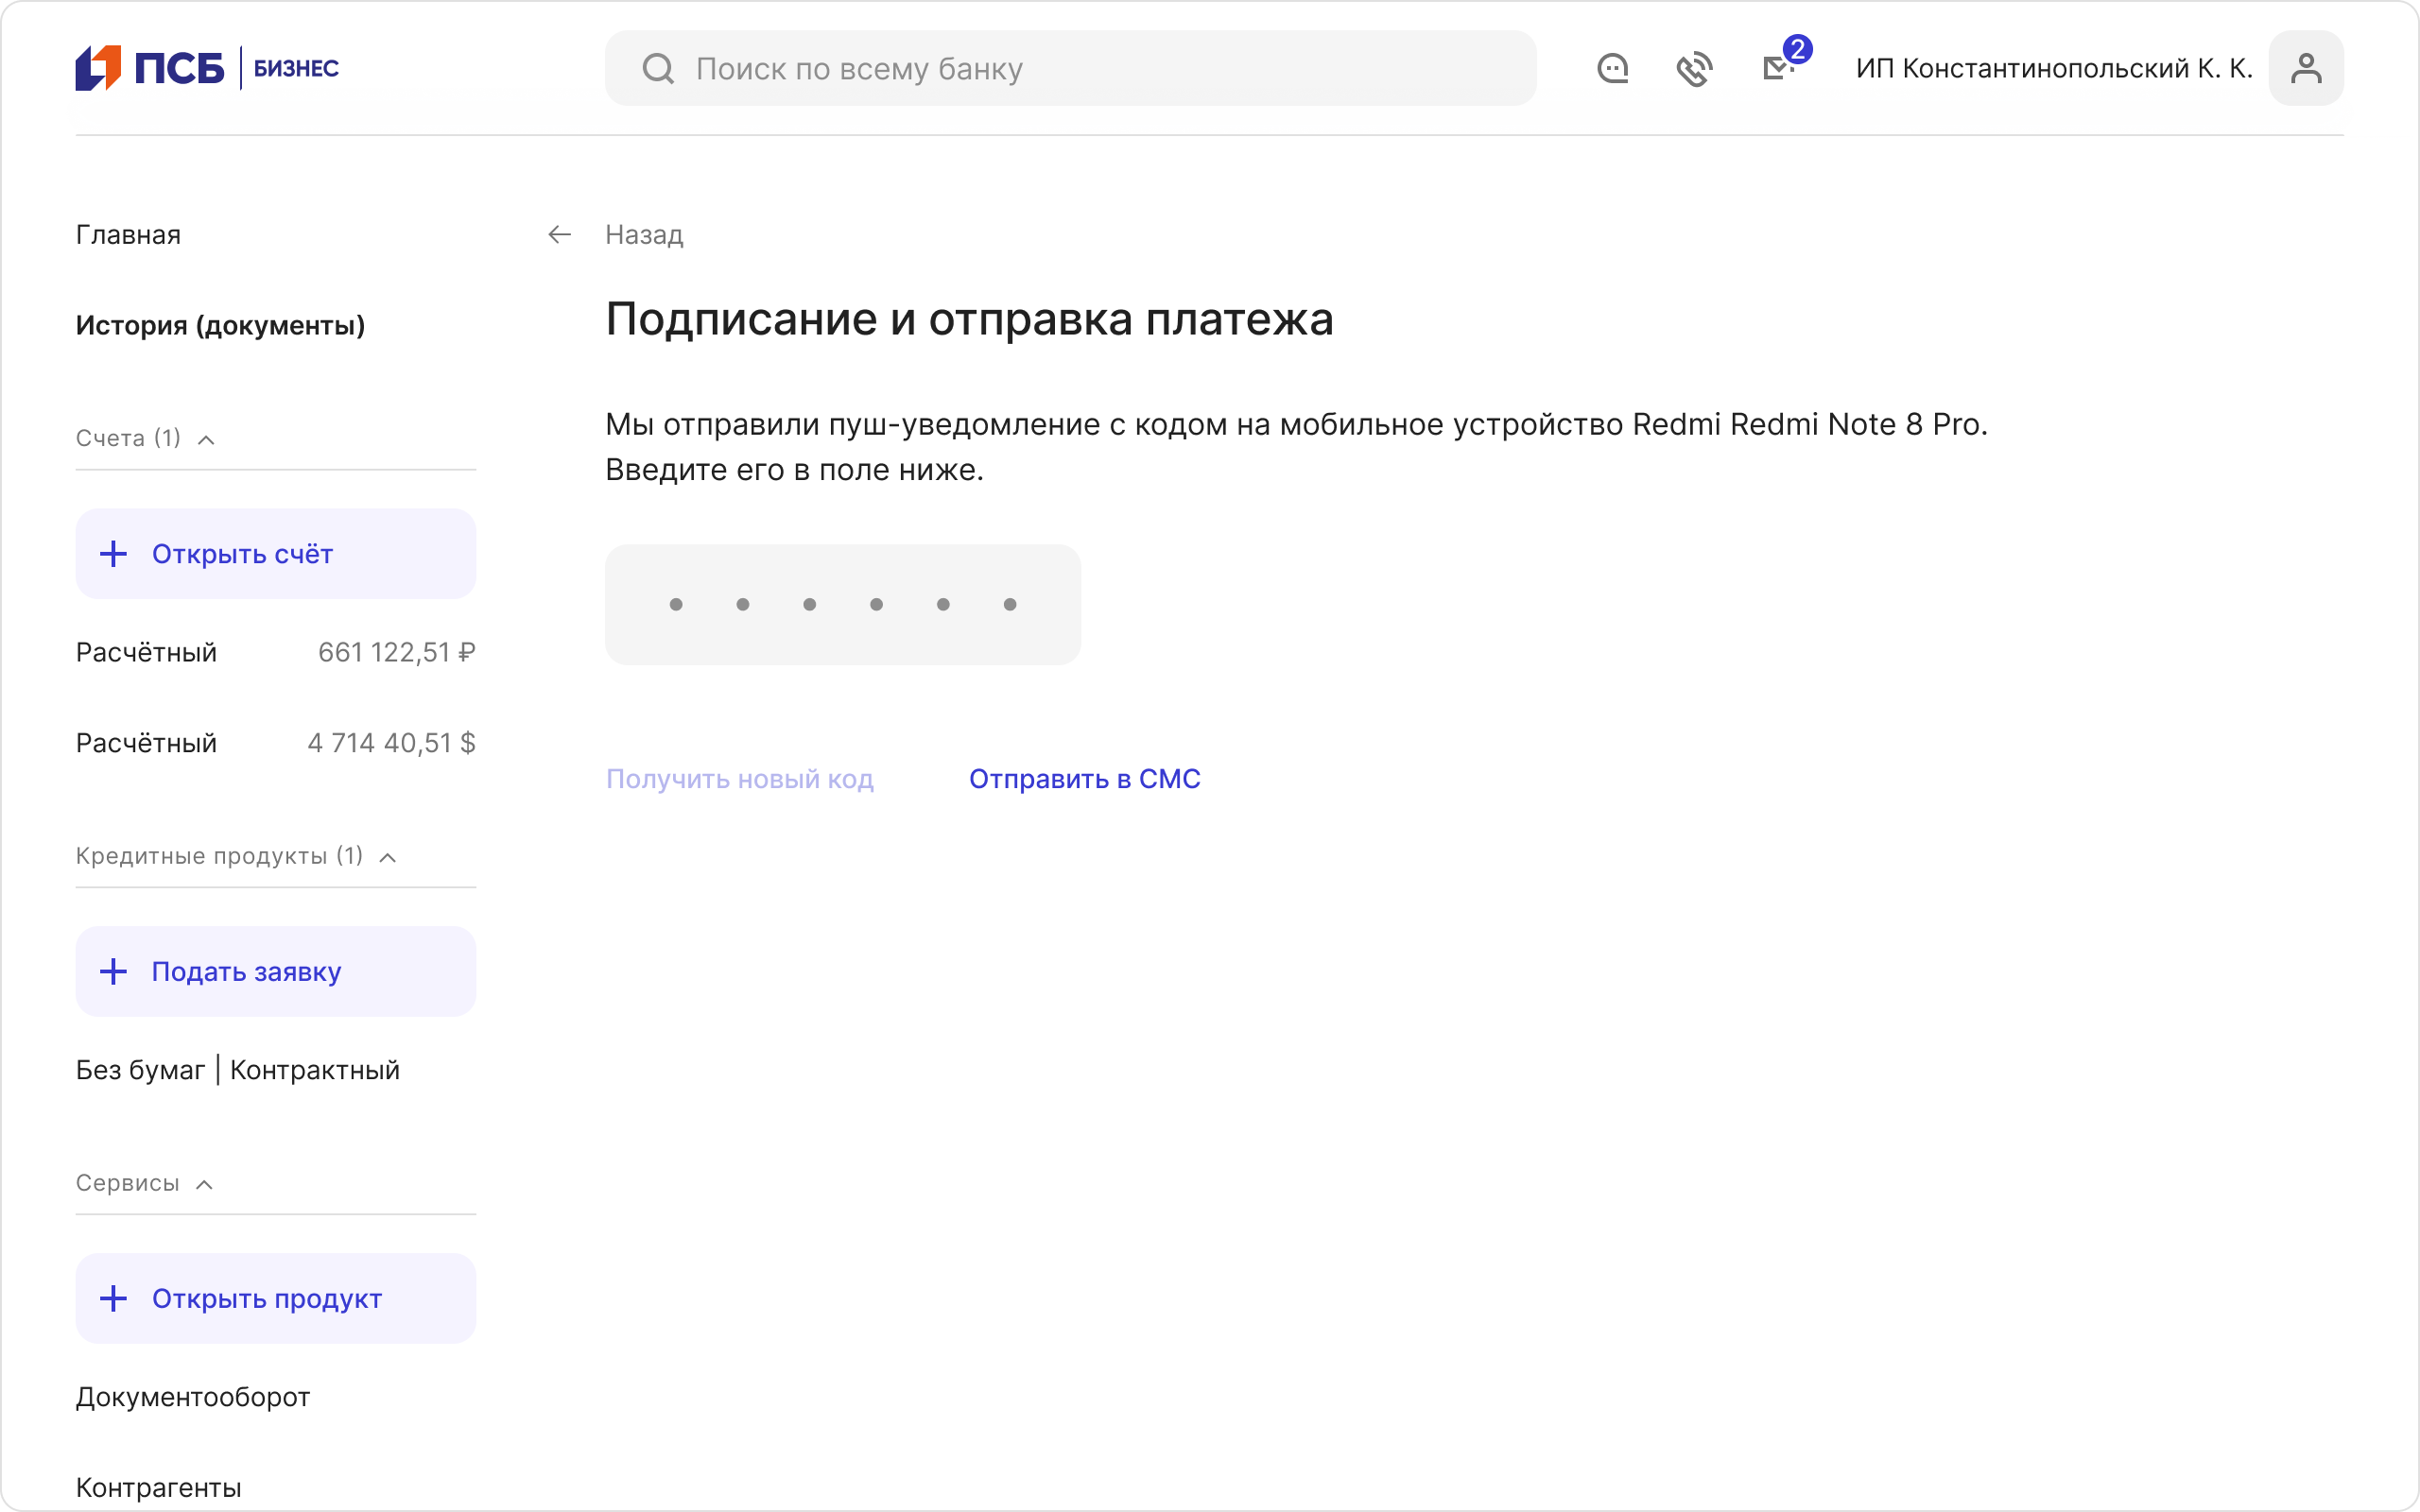 ПСБ БИЗНЕС
Поиск по всему банку
2
ИП Константинопольский К. К.
Главная
История (документы)
Счета (1)
Открыть счёт
Расчётный 661 122,51 ₽
Расчётный 4 714 40,51 $
Кредитные продукты (1)
Подать заявку
Без бумаг | Контрактный
Сервисы
Открыть продукт
Документооборот
Контрагенты
Назад
Подписание и отправка платежа
Мы отправили пуш-уведомление с кодом на мобильное устройство Redmi Redmi Note 8 Pro.
Введите его в поле ниже.
Получить новый код
Отправить в СМС